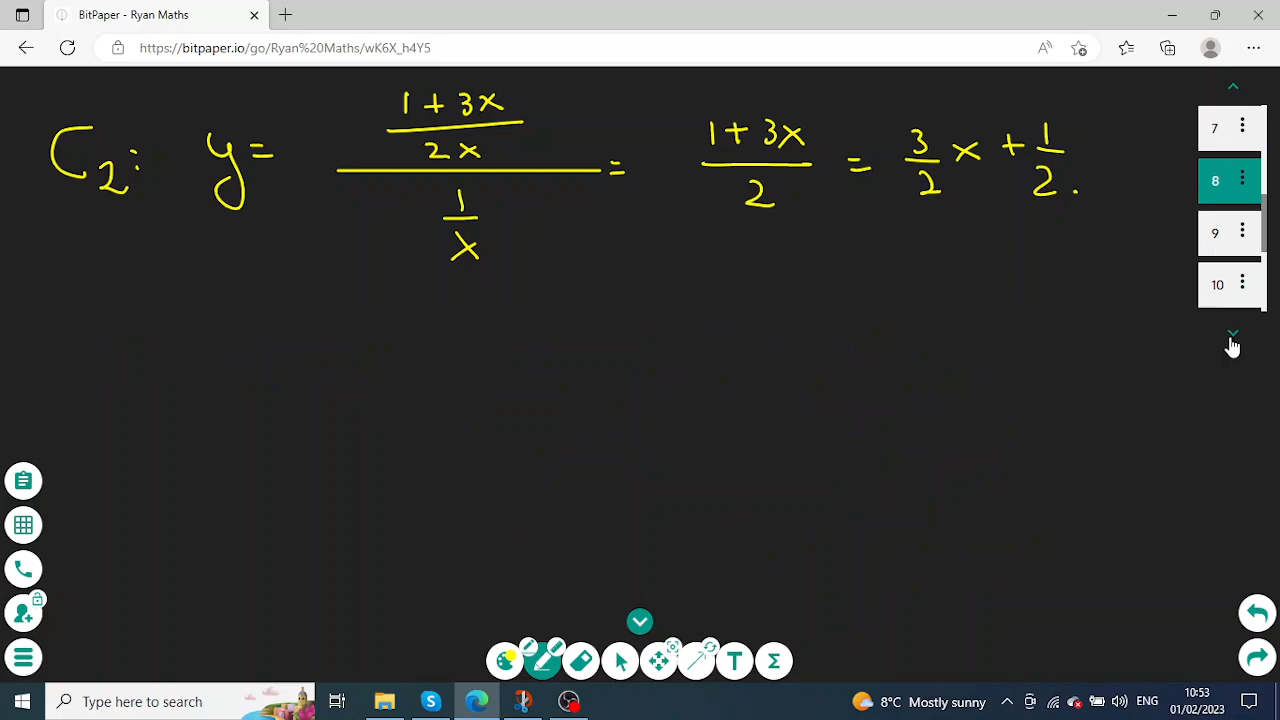 BitPaper - Ryan Maths
https://bitpaper.io/go/Ryan%20Maths/wK6X_h4Y5
C₂: y = ((1 + 3x)/(2x))/(1/x) = (1 + 3x)/2 = 3/2 x + 1/2.
7
8
9
10
T
Σ
Type here to search
8°C Mostly sunny
ENG
10:53
01/02/2023